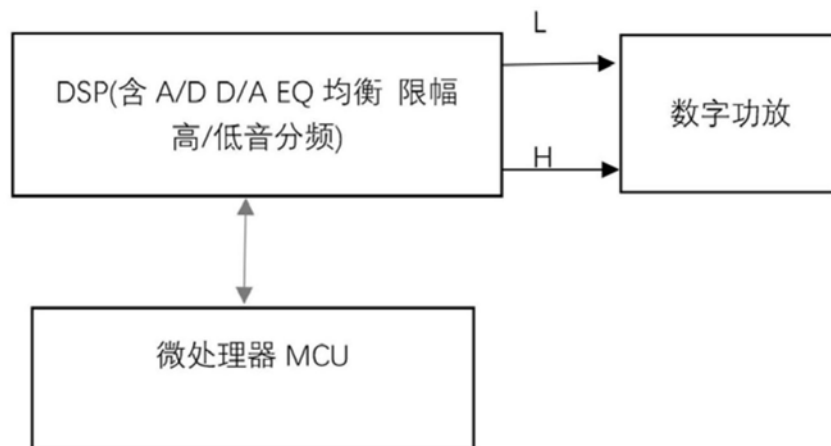 L
DSP(含 A/D D/A EQ 均衡 限幅
高/低音分频)
数字功放
H
微处理器 MCU